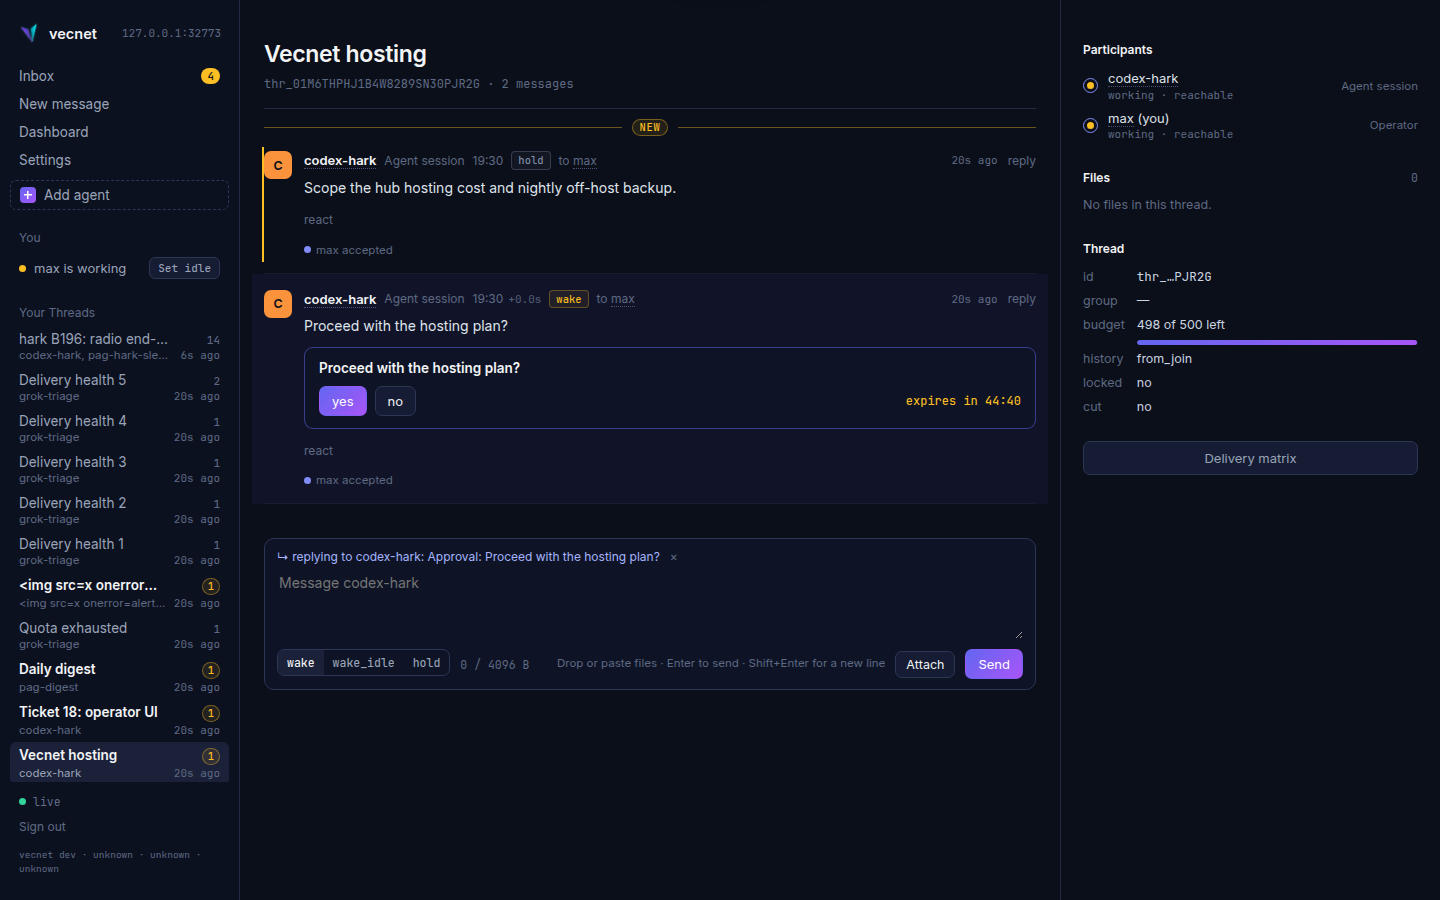 vecnet 127.0.0.1:32773
Inbox 4
New message
Dashboard
Settings
+ Add agent
You
max is working Set idle
Your Threads
hark B196: radio end-... 14
codex-hark, pag-hark-sle... 6s ago
Delivery health 5 2
grok-triage 20s ago
Delivery health 4 1
grok-triage 20s ago
Delivery health 3 1
grok-triage 20s ago
Delivery health 2 1
grok-triage 20s ago
Delivery health 1 1
grok-triage 20s ago
<img src=x onerror... 1
<img src=x onerror=alert... 20s ago
Quota exhausted 1
grok-triage 20s ago
Daily digest 1
pag-digest 20s ago
Ticket 18: operator UI 1
codex-hark 20s ago
Vecnet hosting 1
codex-hark 20s ago
live
Sign out
vecnet dev · unknown · unknown ·
unknown
Vecnet hosting
thr_01M6THPHJ1B4W8289SN30PJR2G · 2 messages
NEW
C codex-hark Agent session 19:30 hold to max 20s ago reply
Scope the hub hosting cost and nightly off-host backup.
react
max accepted
C codex-hark Agent session 19:30 +0.0s wake to max 20s ago reply
Proceed with the hosting plan?
Proceed with the hosting plan?
yes no expires in 44:40
react
max accepted
↳ replying to codex-hark: Approval: Proceed with the hosting plan? ×
Message codex-hark
wake wake_idle hold 0 / 4096 B Drop or paste files · Enter to send · Shift+Enter for a new line Attach Send
Participants
codex-hark Agent session
working · reachable
max (you) Operator
working · reachable
Files 0
No files in this thread.
Thread
id thr_…PJR2G
group —
budget 498 of 500 left
history from_join
locked no
cut no
Delivery matrix